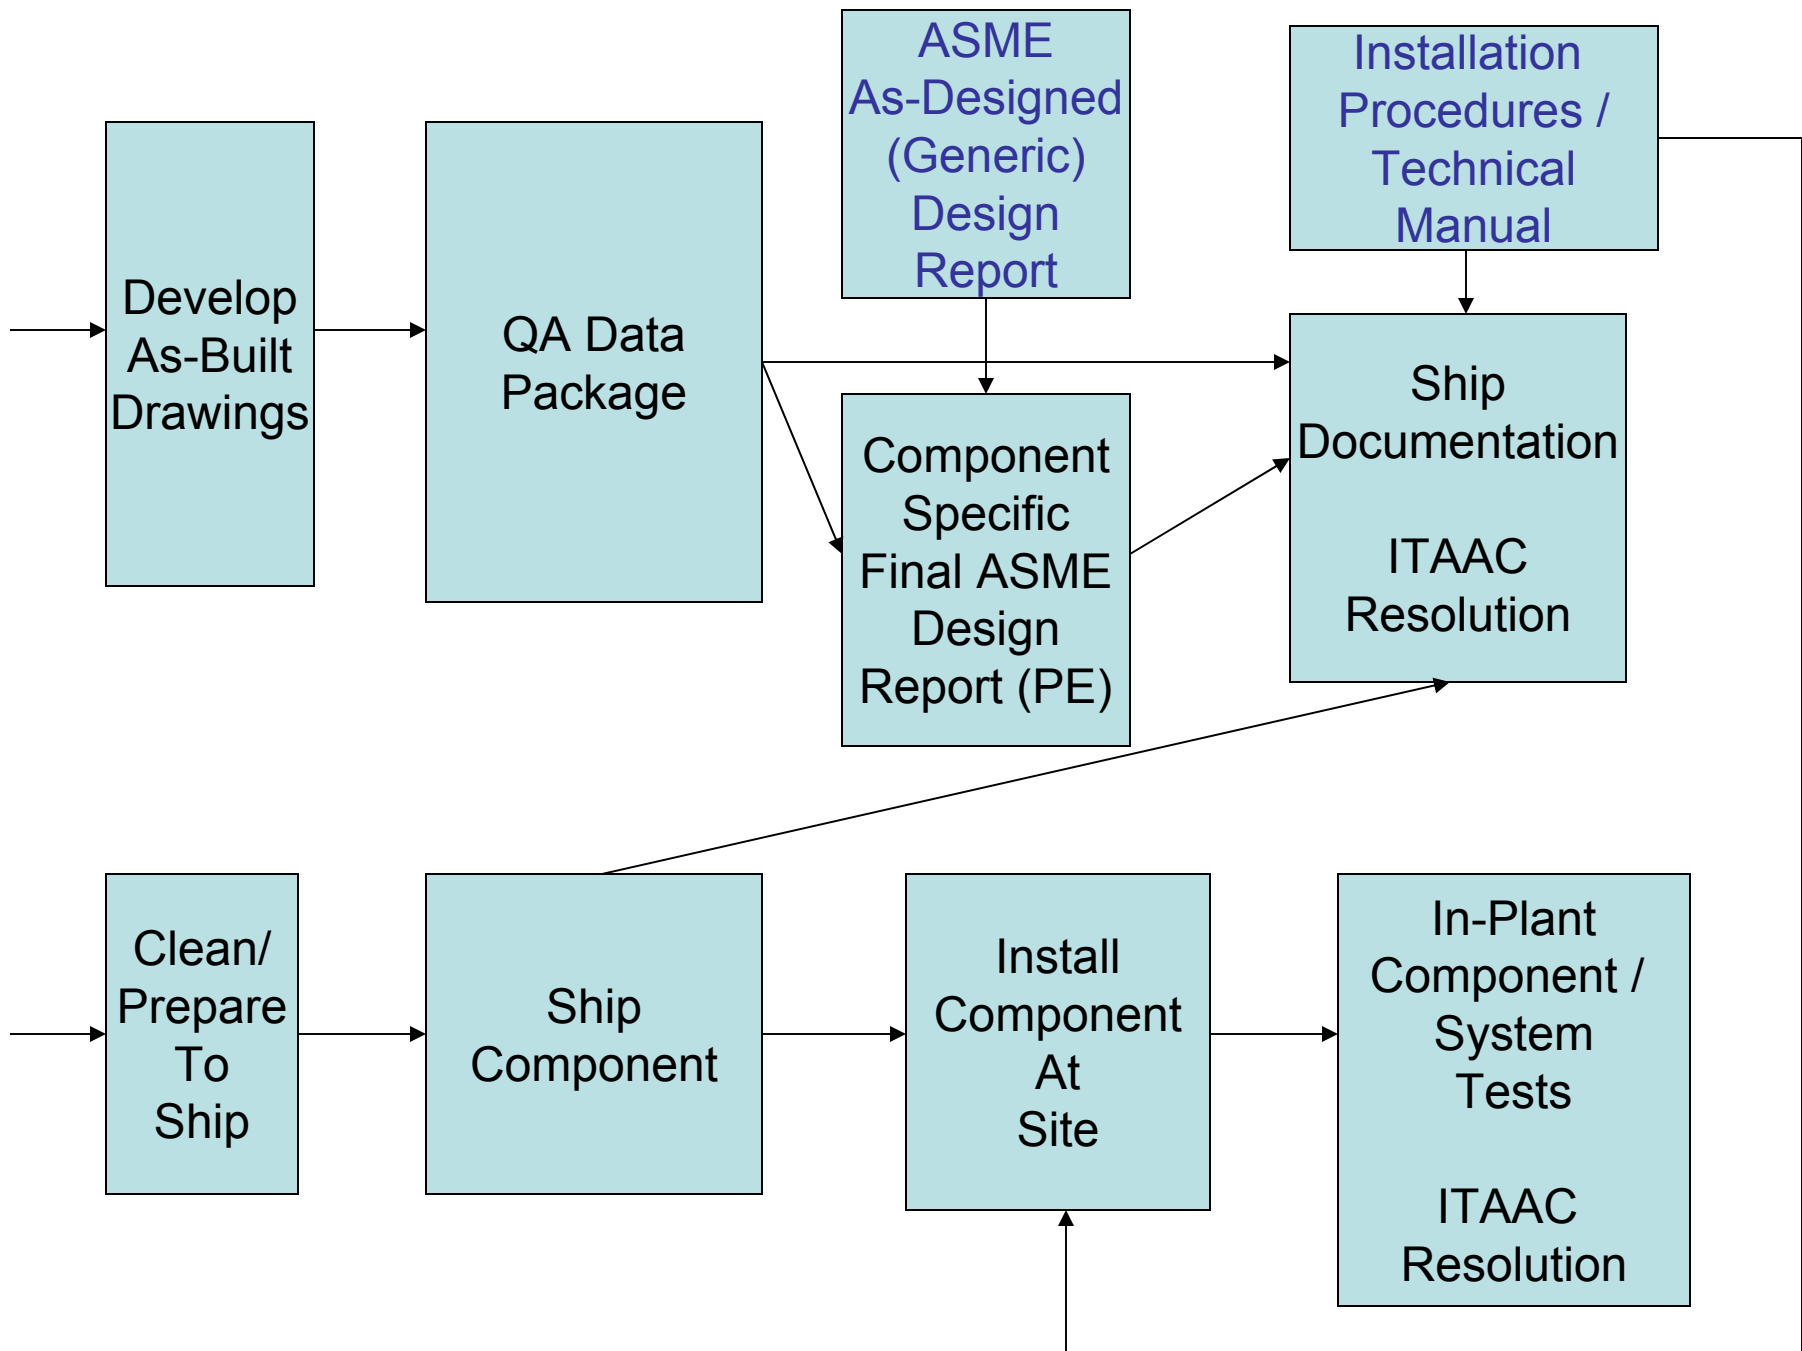 ASME
As-Designed
(Generic)
Design
Report
Installation
Procedures /
Technical
Manual
Develop
As-Built
Drawings
QA Data
Package
Component
Specific
Final ASME
Design
Report (PE)
Ship
Documentation
ITAAC
Resolution
Clean/
Prepare
To
Ship
Ship
Component
Install
Component
At
Site
In-Plant
Component /
System
Tests
ITAAC
Resolution